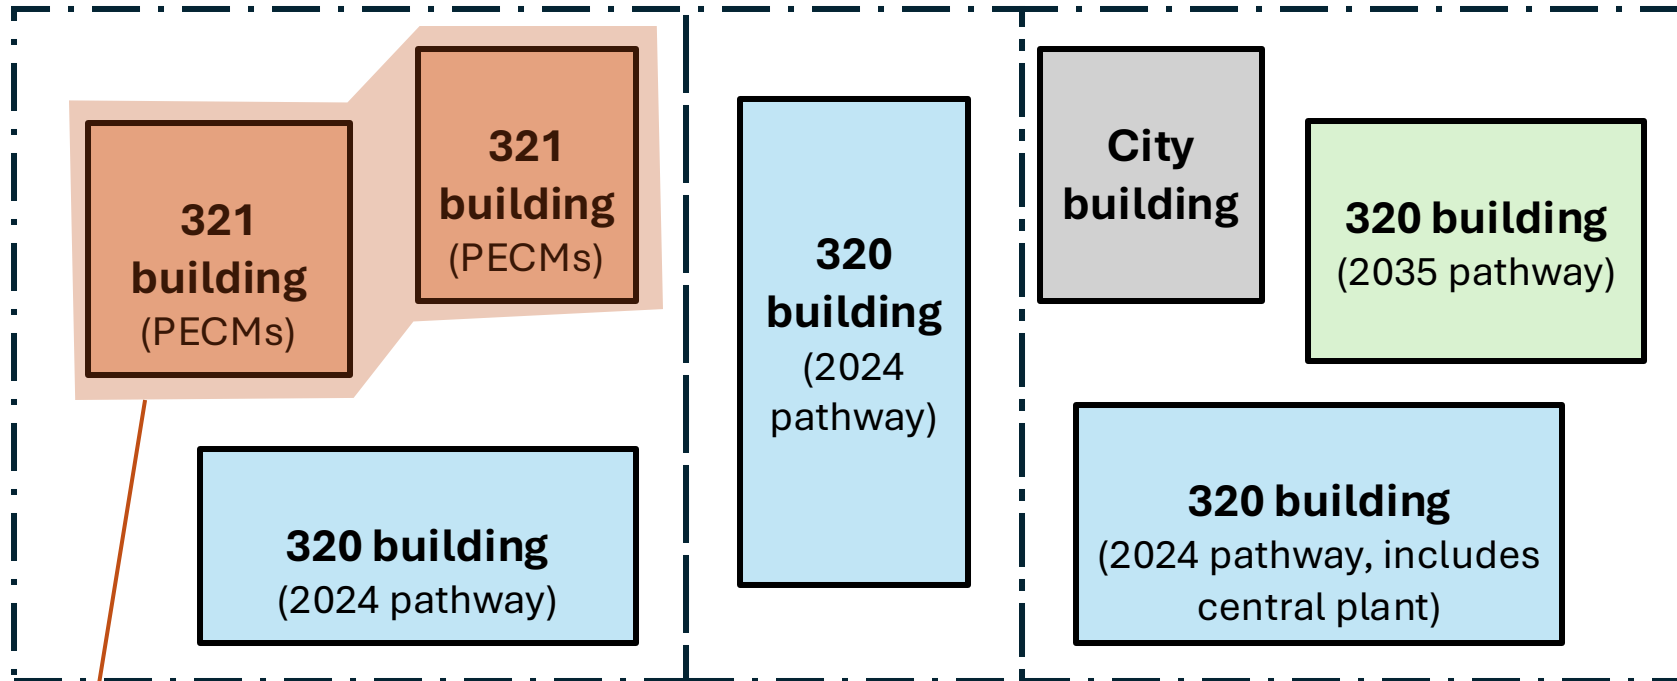 321
building
(PECMs)
321
building
(PECMs)
320 building
(2024 pathway)
320
building
(2024
pathway)
City
building
320 building
(2035 pathway)
320 building
(2024 pathway, includes
central plant)